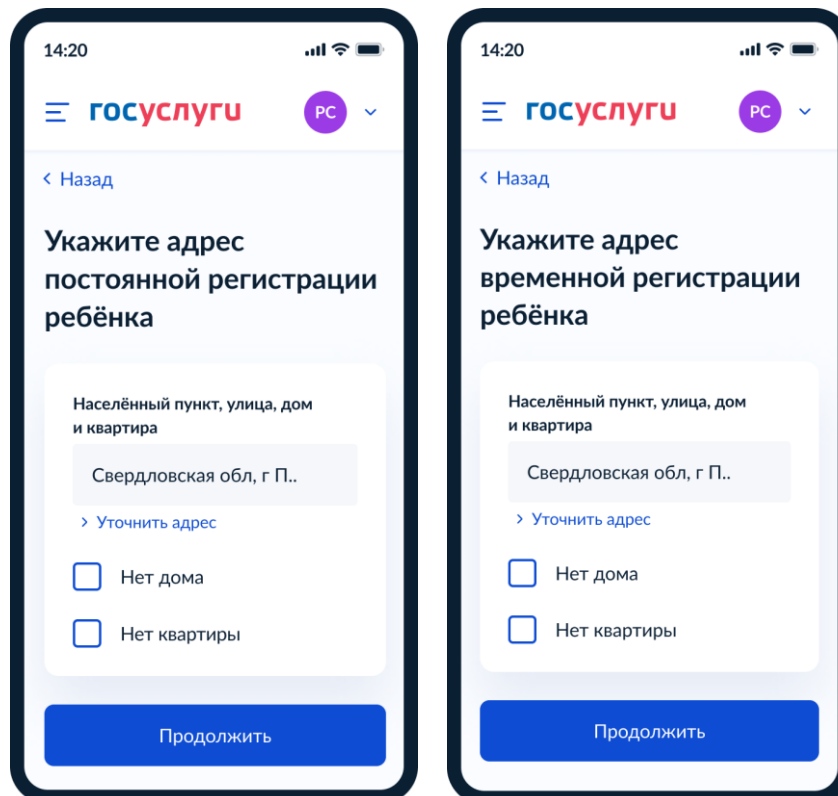 14:20
госуслуги
РС
Назад
Укажите адрес
постоянной регистрации
ребёнка
Населённый пункт, улица, дом
и квартира
Свердловская обл, г П..
Уточнить адрес
Нет дома
Нет квартиры
Продолжить
14:20
госуслуги
РС
Назад
Укажите адрес
временной регистрации
ребёнка
Населённый пункт, улица, дом
и квартира
Свердловская обл, г П..
Уточнить адрес
Нет дома
Нет квартиры
Продолжить